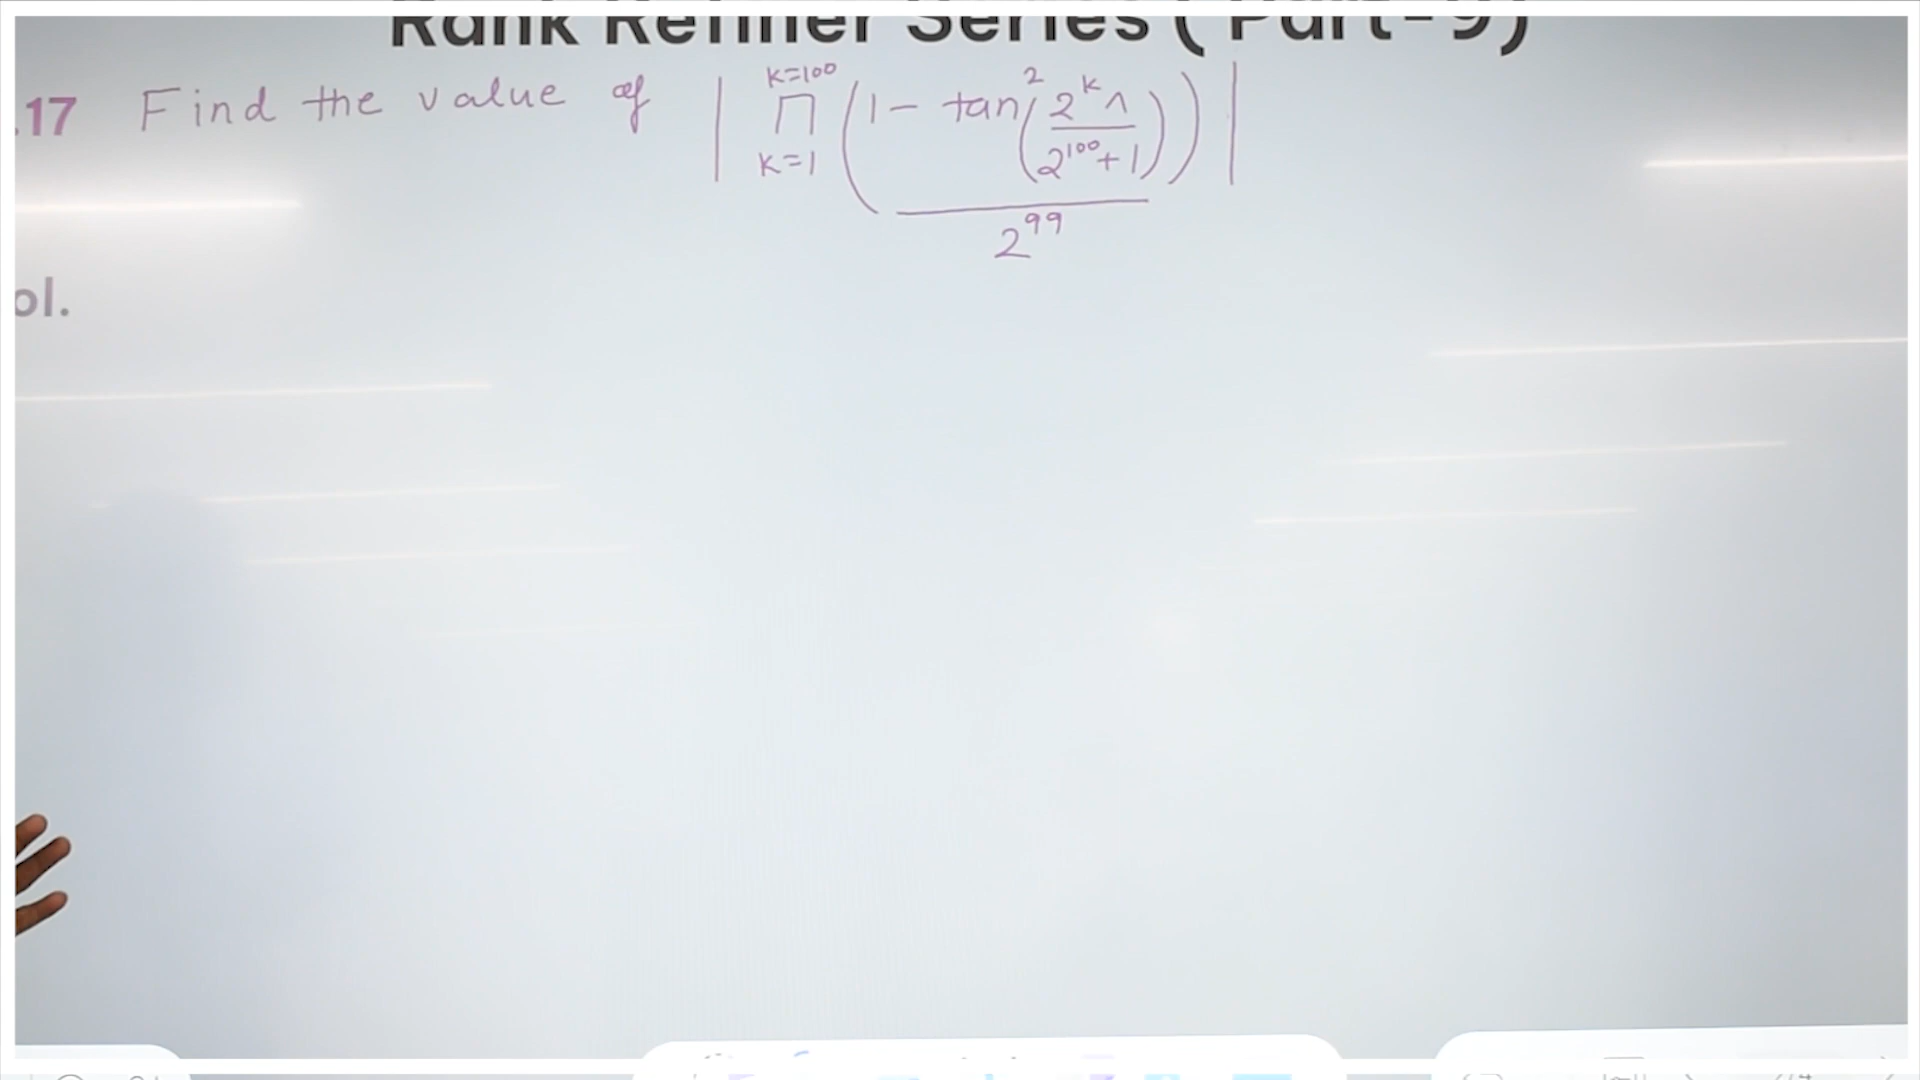 Rank Refiner Series ( Part-9)
.17 Find the value of | k=100 ∏ k=1 (1 - tan² (2^k ᴧ / 2^100 + 1)) / 2^99 |
ol.